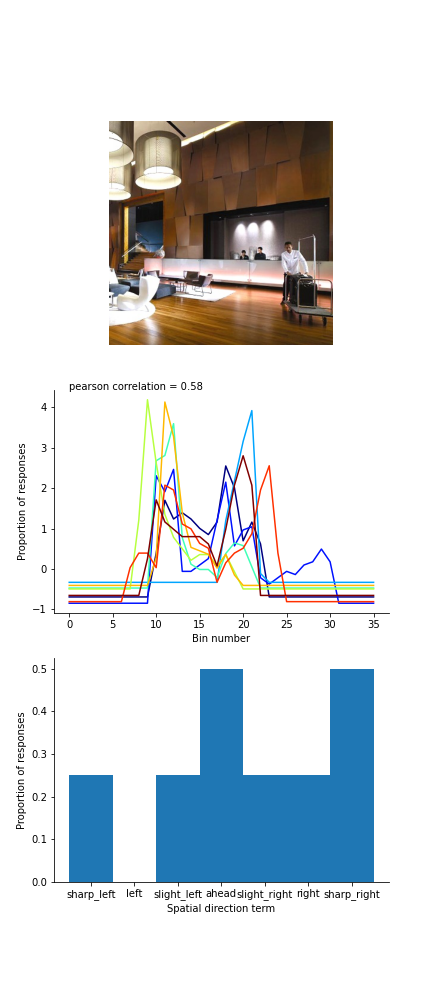 pearson correlation = 0.58
Proportion of responses
4
3
2
1
0
−1
0 5 10 15 20 25 30 35
Bin number
Proportion of responses
0.5
0.4
0.3
0.2
0.1
0.0
sharp_left left slight_left ahead slight_right right sharp_right
Spatial direction term